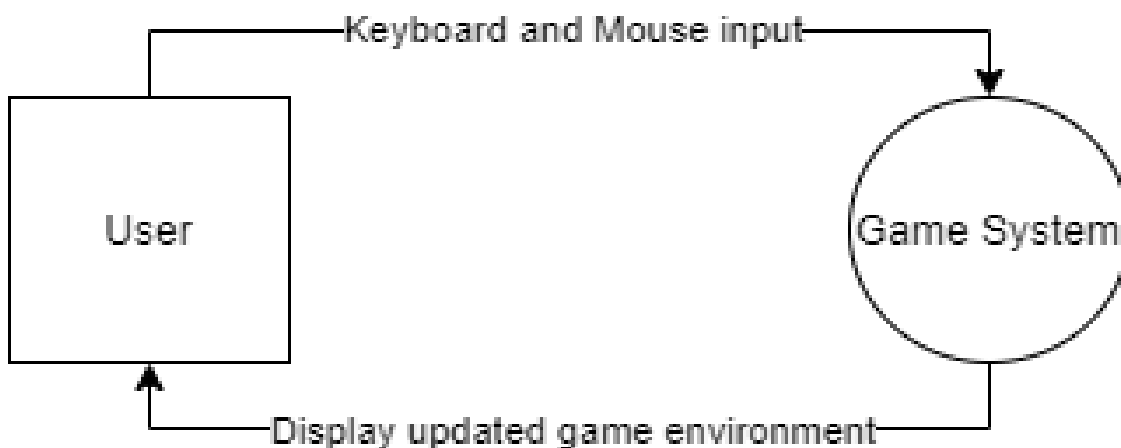 Keyboard and Mouse input
User
Game System
Display updated game environment